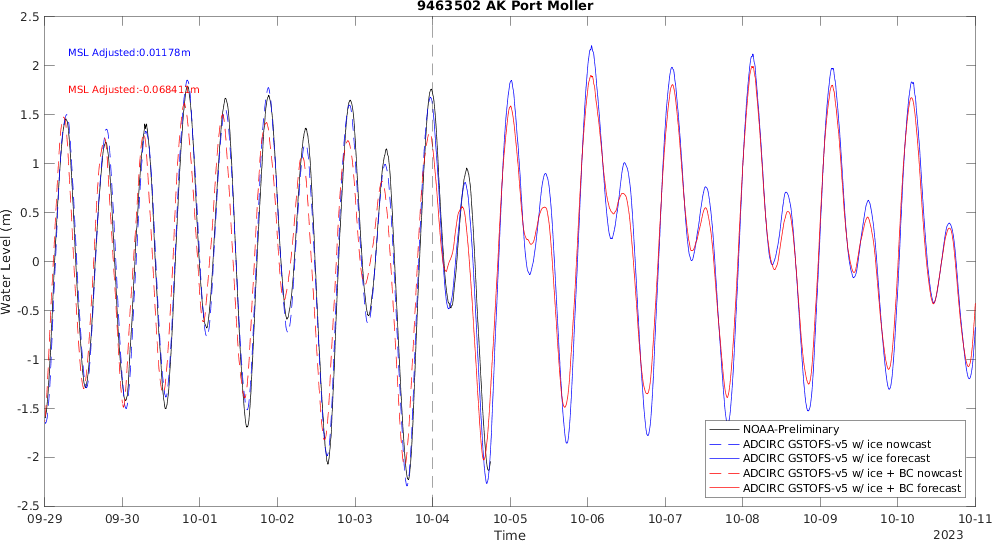 9463502 AK Port Moller
MSL Adjusted:0.01178m
MSL Adjusted:-0.06841m
Water Level (m)
2.5
2
1.5
1
0.5
0
-0.5
-1
-1.5
-2
-2.5
NOAA-Preliminary
ADCIRC GSTOFS-v5 w/ ice nowcast
ADCIRC GSTOFS-v5 w/ ice forecast
ADCIRC GSTOFS-v5 w/ ice + BC nowcast
ADCIRC GSTOFS-v5 w/ ice + BC forecast
09-29 09-30 10-01 10-02 10-03 10-04 10-05 10-06 10-07 10-08 10-09 10-10 10-11
Time
2023